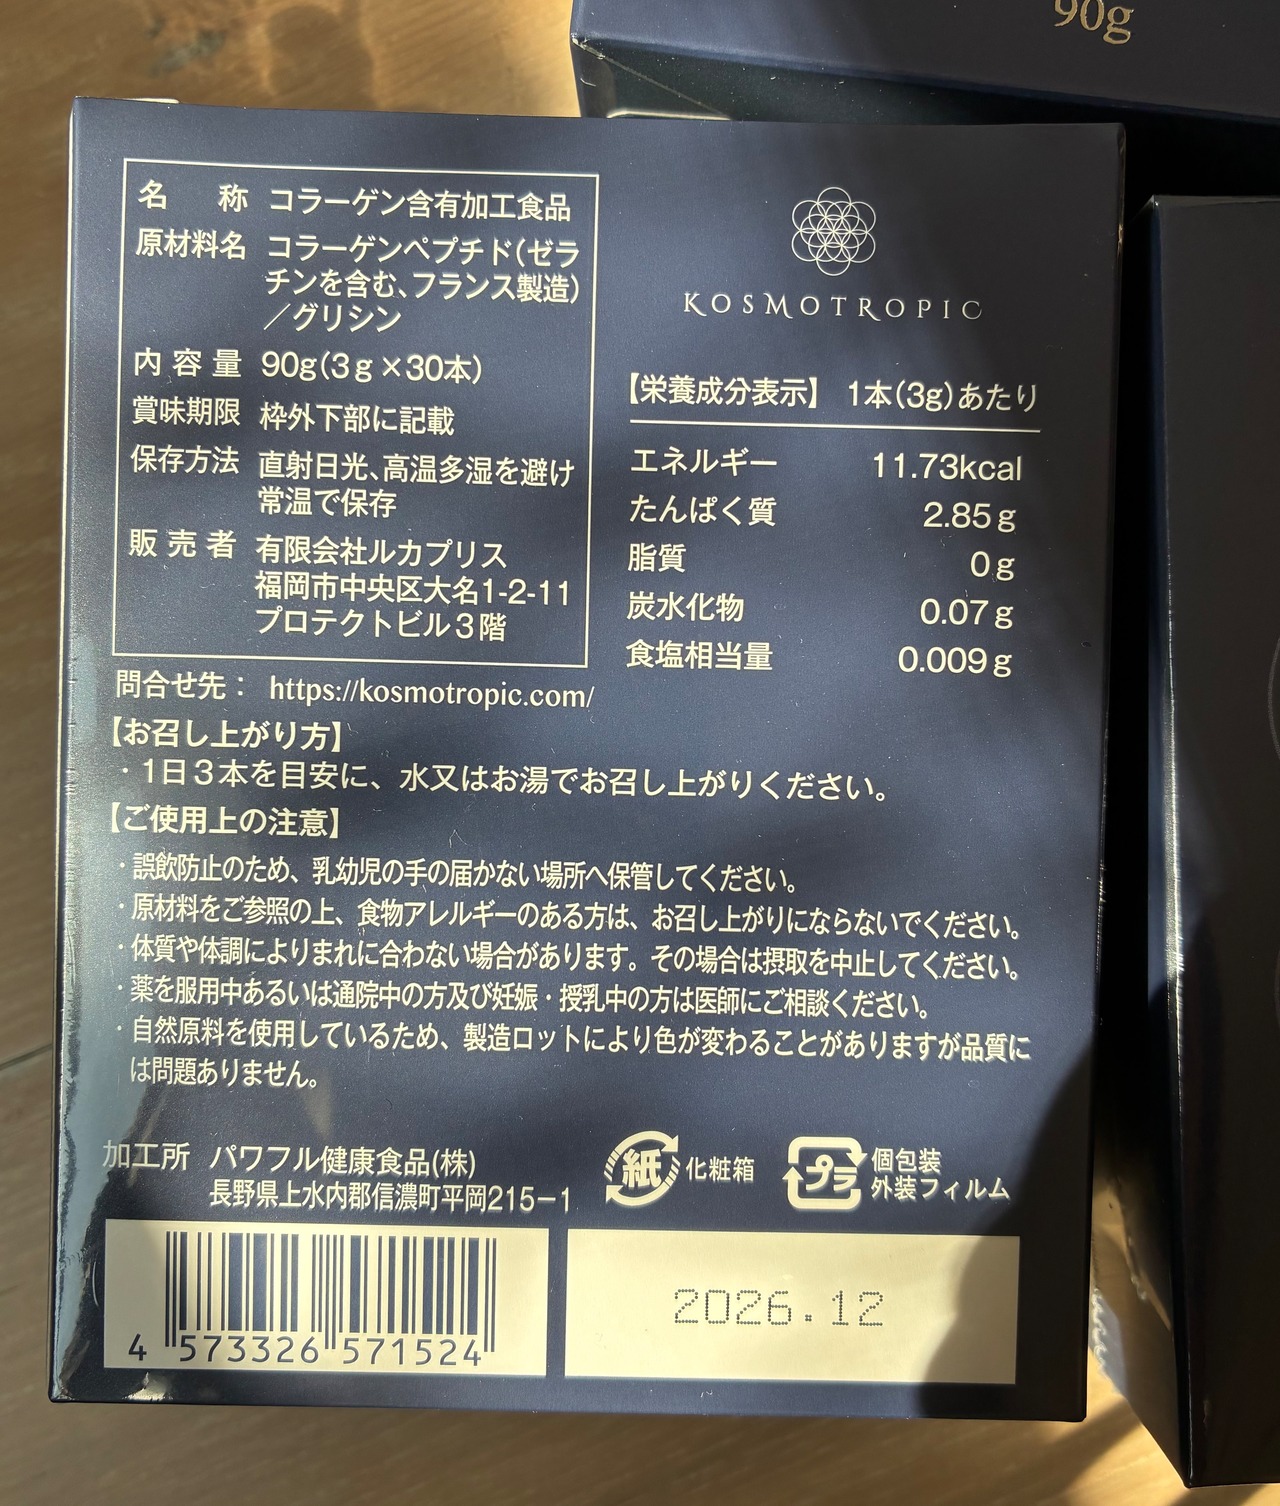 90g
名称 コラーゲン含有加工食品
原材料名 コラーゲンペプチド(ゼラ
チンを含む、フランス製造)
/グリシン
内容量 90g(3g×30本)
賞味期限 枠外下部に記載
保存方法 直射日光、高温多湿を避け
常温で保存
販売者 有限会社ルカプリス
福岡市中央区大名1-2-11
プロテクトビル3階
問合せ先: https://kosmotropic.com/
KOSMOTROPIC
【栄養成分表示】 1本(3g)あたり
エネルギー 11.73kcal
たんぱく質 2.85g
脂質 0g
炭水化物 0.07g
食塩相当量 0.009g
【お召し上がり方】
・1日3本を目安に、水又はお湯でお召し上がりください。
【ご使用上の注意】
・誤飲防止のため、乳幼児の手の届かない場所へ保管してください。
・原材料をご参照の上、食物アレルギーのある方は、お召し上がりにならないでください。
・体質や体調によりまれに合わない場合があります。その場合は摂取を中止してください。
・薬を服用中あるいは通院中の方及び妊娠・授乳中の方は医師にご相談ください。
・自然原料を使用しているため、製造ロットにより色が変わることがありますが品質に
は問題ありません。
加工所 パワフル健康食品(株)
長野県上水内郡信濃町平岡215-1
紙 化粧箱
プラ 個包装
外装フィルム
4 573326 571524
2026.12